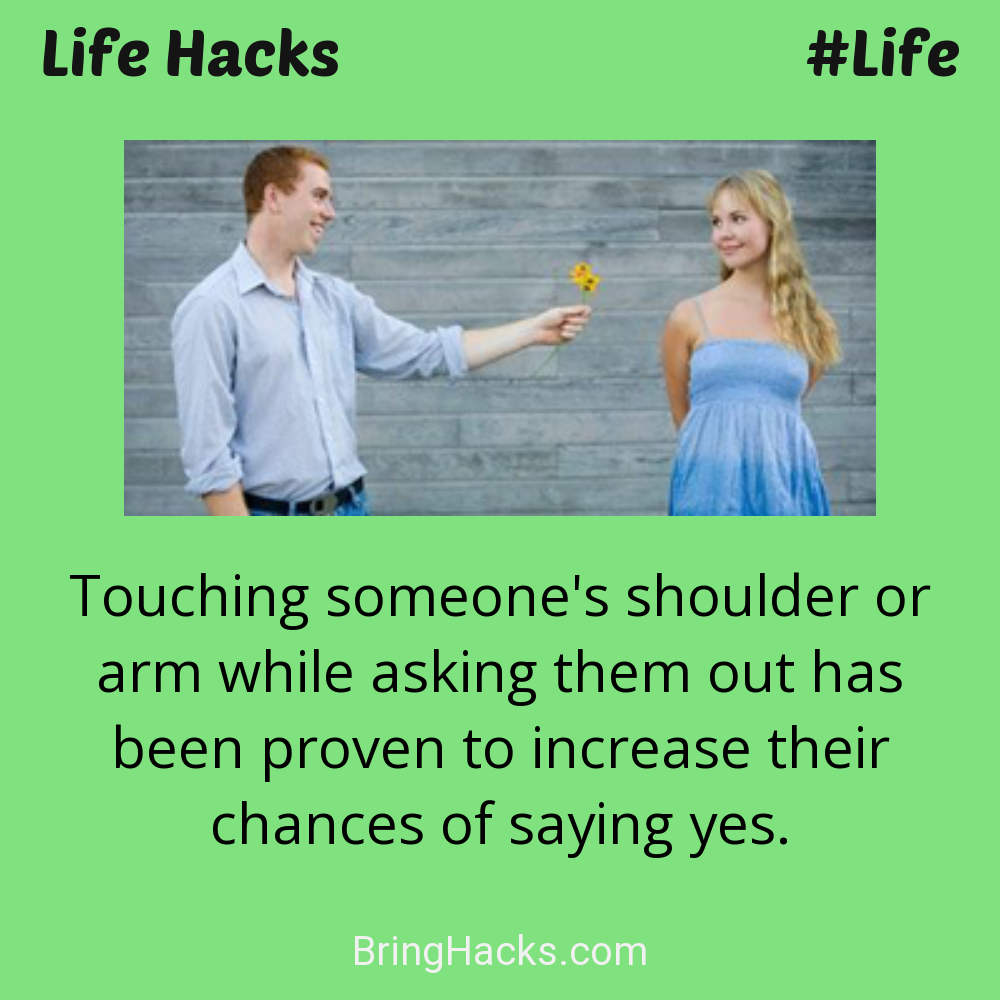 Life Hacks
#Life
Touching someone's shoulder or
arm while asking them out has
been proven to increase their
chances of saying yes.
BringHacks.com